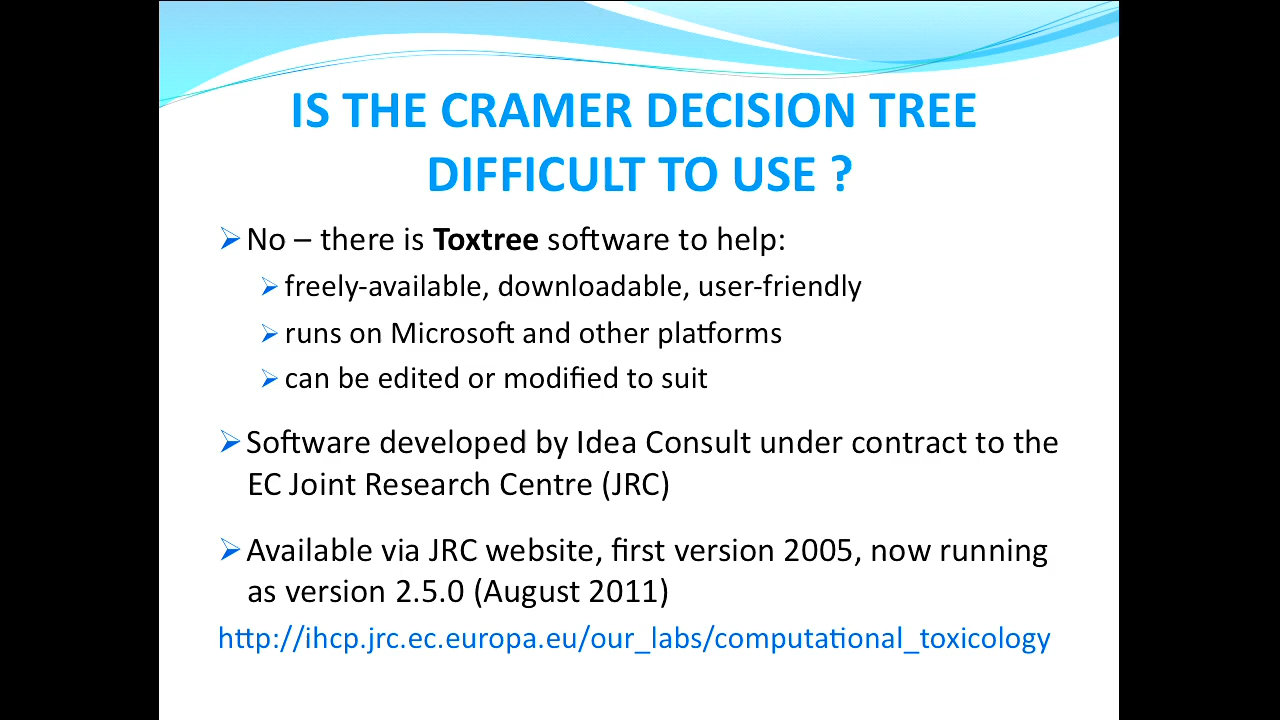 IS THE CRAMER DECISION TREE
DIFFICULT TO USE ?
No – there is Toxtree software to help:
freely-available, downloadable, user-friendly
runs on Microsoft and other platforms
can be edited or modified to suit
Software developed by Idea Consult under contract to the
EC Joint Research Centre (JRC)
Available via JRC website, first version 2005, now running
as version 2.5.0 (August 2011)
http://ihcp.jrc.ec.europa.eu/our_labs/computational_toxicology